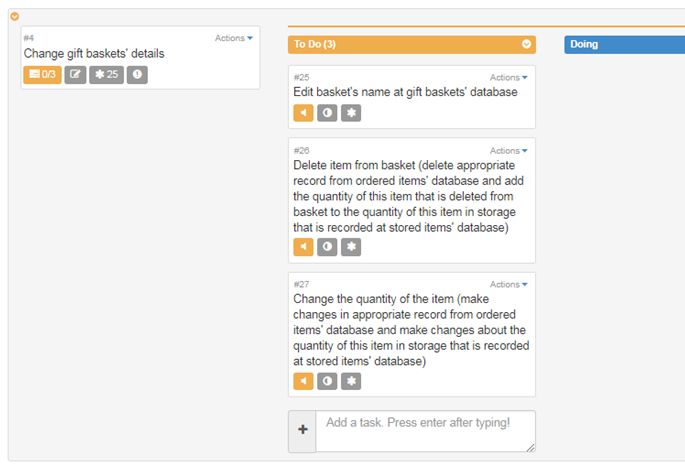 #4
Actions
Change gift baskets' details
0/3
25
To Do (3)
#25
Actions
Edit basket's name at gift baskets' database
#26
Actions
Delete item from basket (delete appropriate
record from ordered items' database and add
the quantity of this item that is deleted from
basket to the quantity of this item in storage
that is recorded at stored items' database)
#27
Actions
Change the quantity of the item (make
changes in appropriate record from ordered
items' database and make changes about the
quantity of this item in storage that is recorded
at stored items' database)
Add a task. Press enter after typing!
Doing